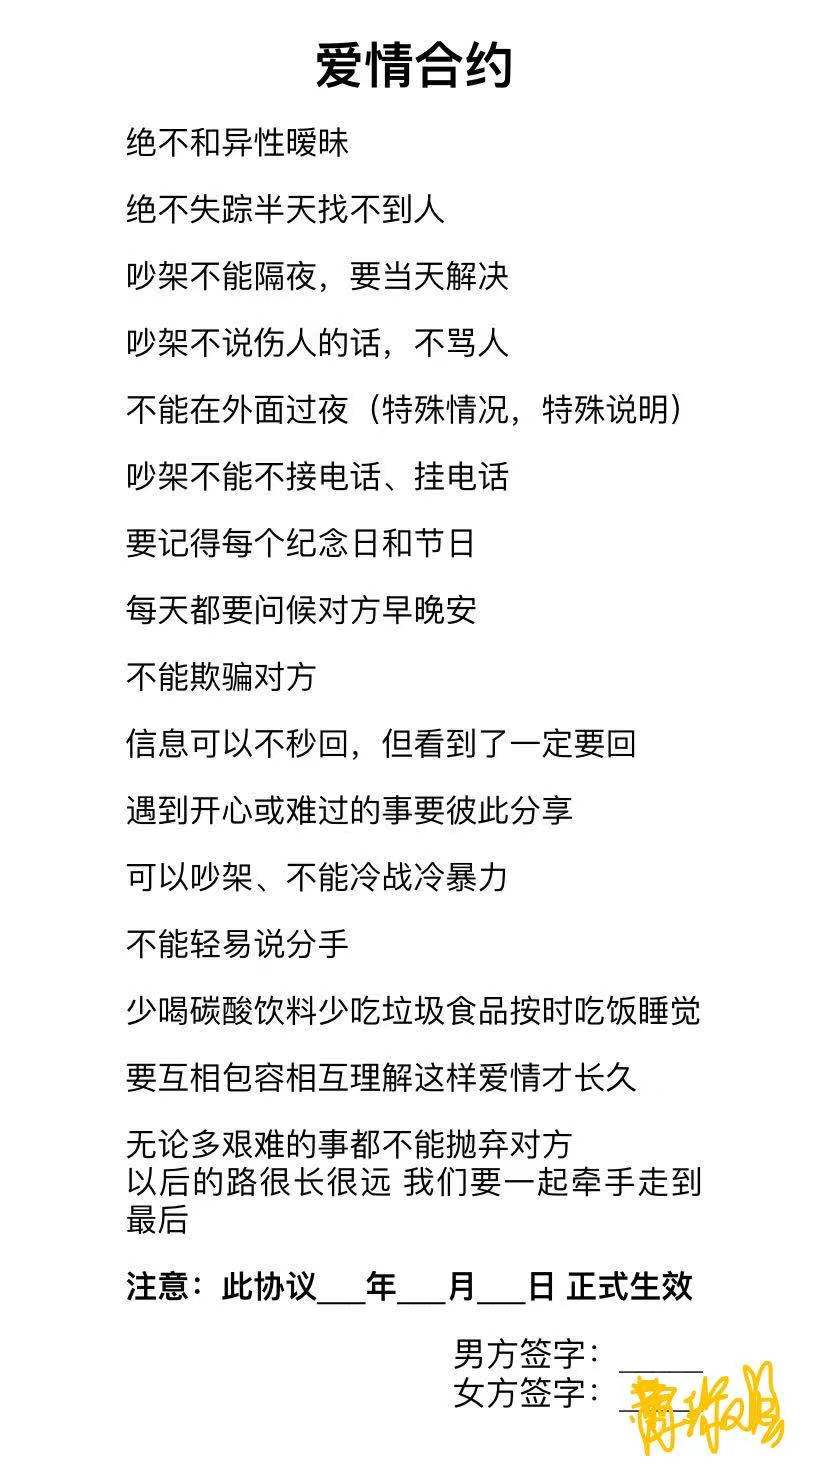 爱情合约
绝不和异性暧昧
绝不失踪半天找不到人
吵架不能隔夜，要当天解决
吵架不说伤人的话，不骂人
不能在外面过夜（特殊情况，特殊说明）
吵架不能不接电话、挂电话
要记得每个纪念日和节日
每天都要问候对方早晚安
不能欺骗对方
信息可以不秒回，但看到了一定要回
遇到开心或难过的事要彼此分享
可以吵架、不能冷战冷暴力
不能轻易说分手
少喝碳酸饮料少吃垃圾食品按时吃饭睡觉
要互相包容相互理解这样爱情才长久
无论多艰难的事都不能抛弃对方
以后的路很长很远 我们要一起牵手走到
最后
注意：此协议___年___月___日 正式生效
男方签字：_____
女方签字：_____